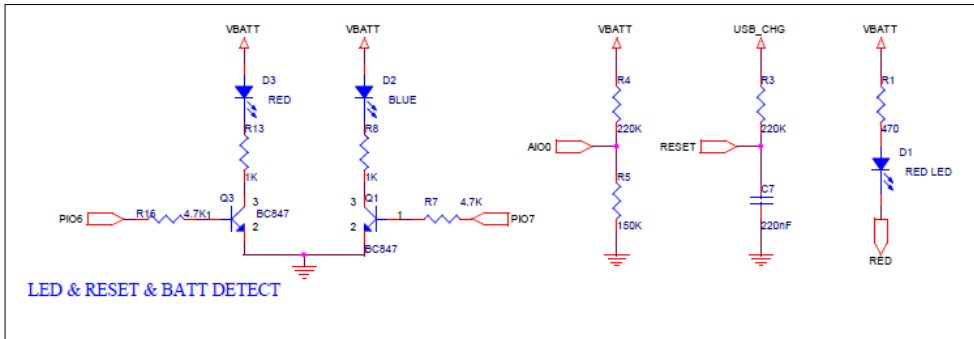 VBATT
VBATT
VBATT
USB_CHG
VBATT
D3
RED
D2
BLUE
R4
R3
R1
R13
R8
220K
220K
470
AIO0
RESET
D1
RED LED
1K
1K
R5
C7
Q3
3
3
Q1
R7
4.7K
PIO6
R16
4.7K
1
BC847
1
PIO7
2
2
BC847
150K
220nF
RED
LED & RESET & BATT DETECT